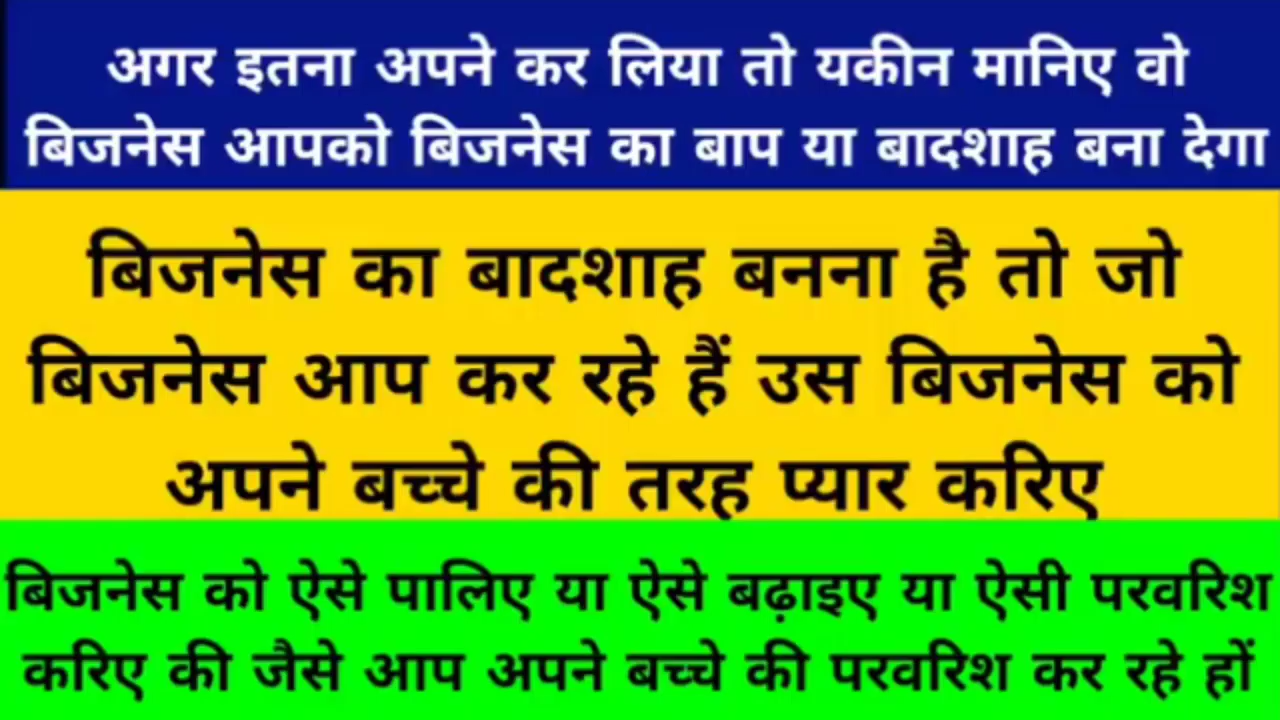 अगर इतना अपने कर लिया तो यकीन मानिए वो
बिजनेस आपको बिजनेस का बाप या बादशाह बना देगा
बिजनेस का बादशाह बनना है तो जो
बिजनेस आप कर रहे हैं उस बिजनेस को
अपने बच्चे की तरह प्यार करिए
बिजनेस को ऐसे पालिए या ऐसे बढ़ाइए या ऐसी परवरिश
करिए की जैसे आप अपने बच्चे की परवरिश कर रहे हों